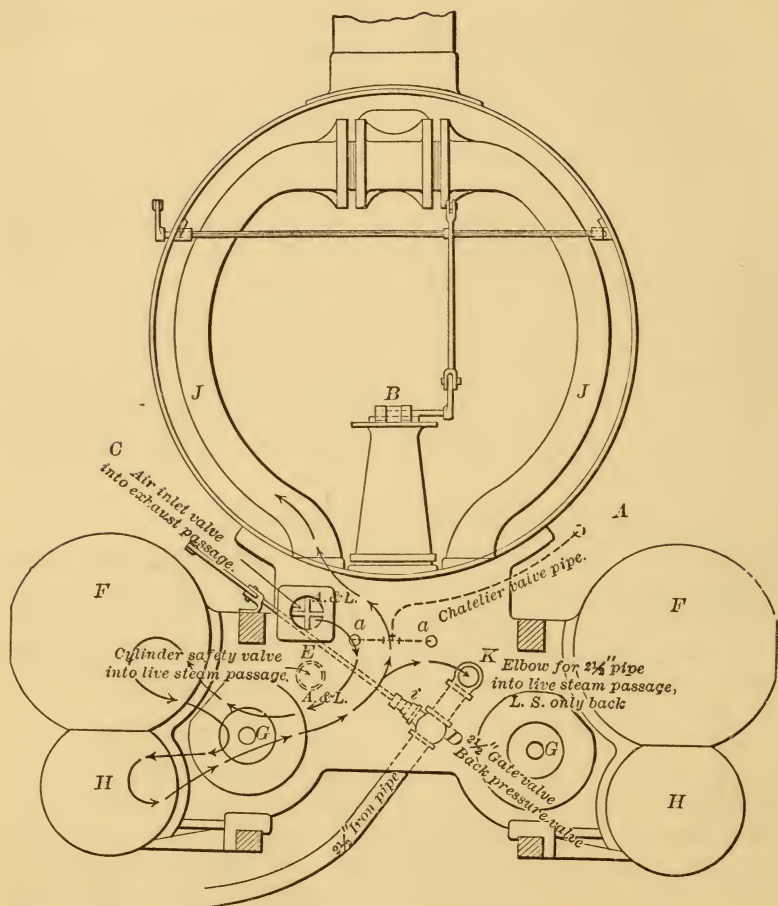 B
J
J
C
Air inlet valve
into exhaust passage.
A
Chatelier valve pipe.
F
F
A.&L.
a
a
E
Cylinder safety valve
into live steam passage.
A.&L.
K
Elbow for 2½" pipe
into live steam passage,
L. S. only back
i
D
G
G
2½" Gate valve
Back pressure valve
H
H
2½" Iron pipe